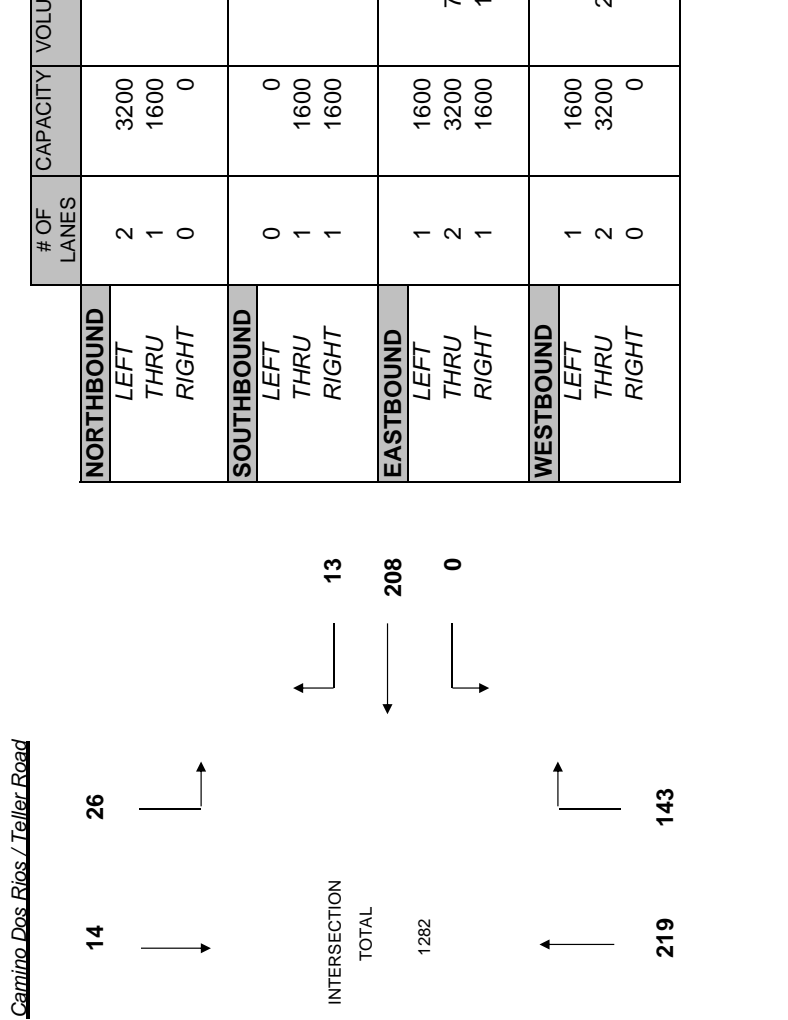 Camino Dos Rios / Teller Road
14 26
13
INTERSECTION
TOTAL
208
1282
0
219 143
# OF LANES CAPACITY VOLU
NORTHBOUND
LEFT 2 3200
THRU 1 1600
RIGHT 0 0
SOUTHBOUND
LEFT 0 0
THRU 1 1600
RIGHT 1 1600
EASTBOUND
LEFT 1 1600
THRU 2 3200
RIGHT 1 1600
WESTBOUND
LEFT 1 1600
THRU 2 3200
RIGHT 0 0